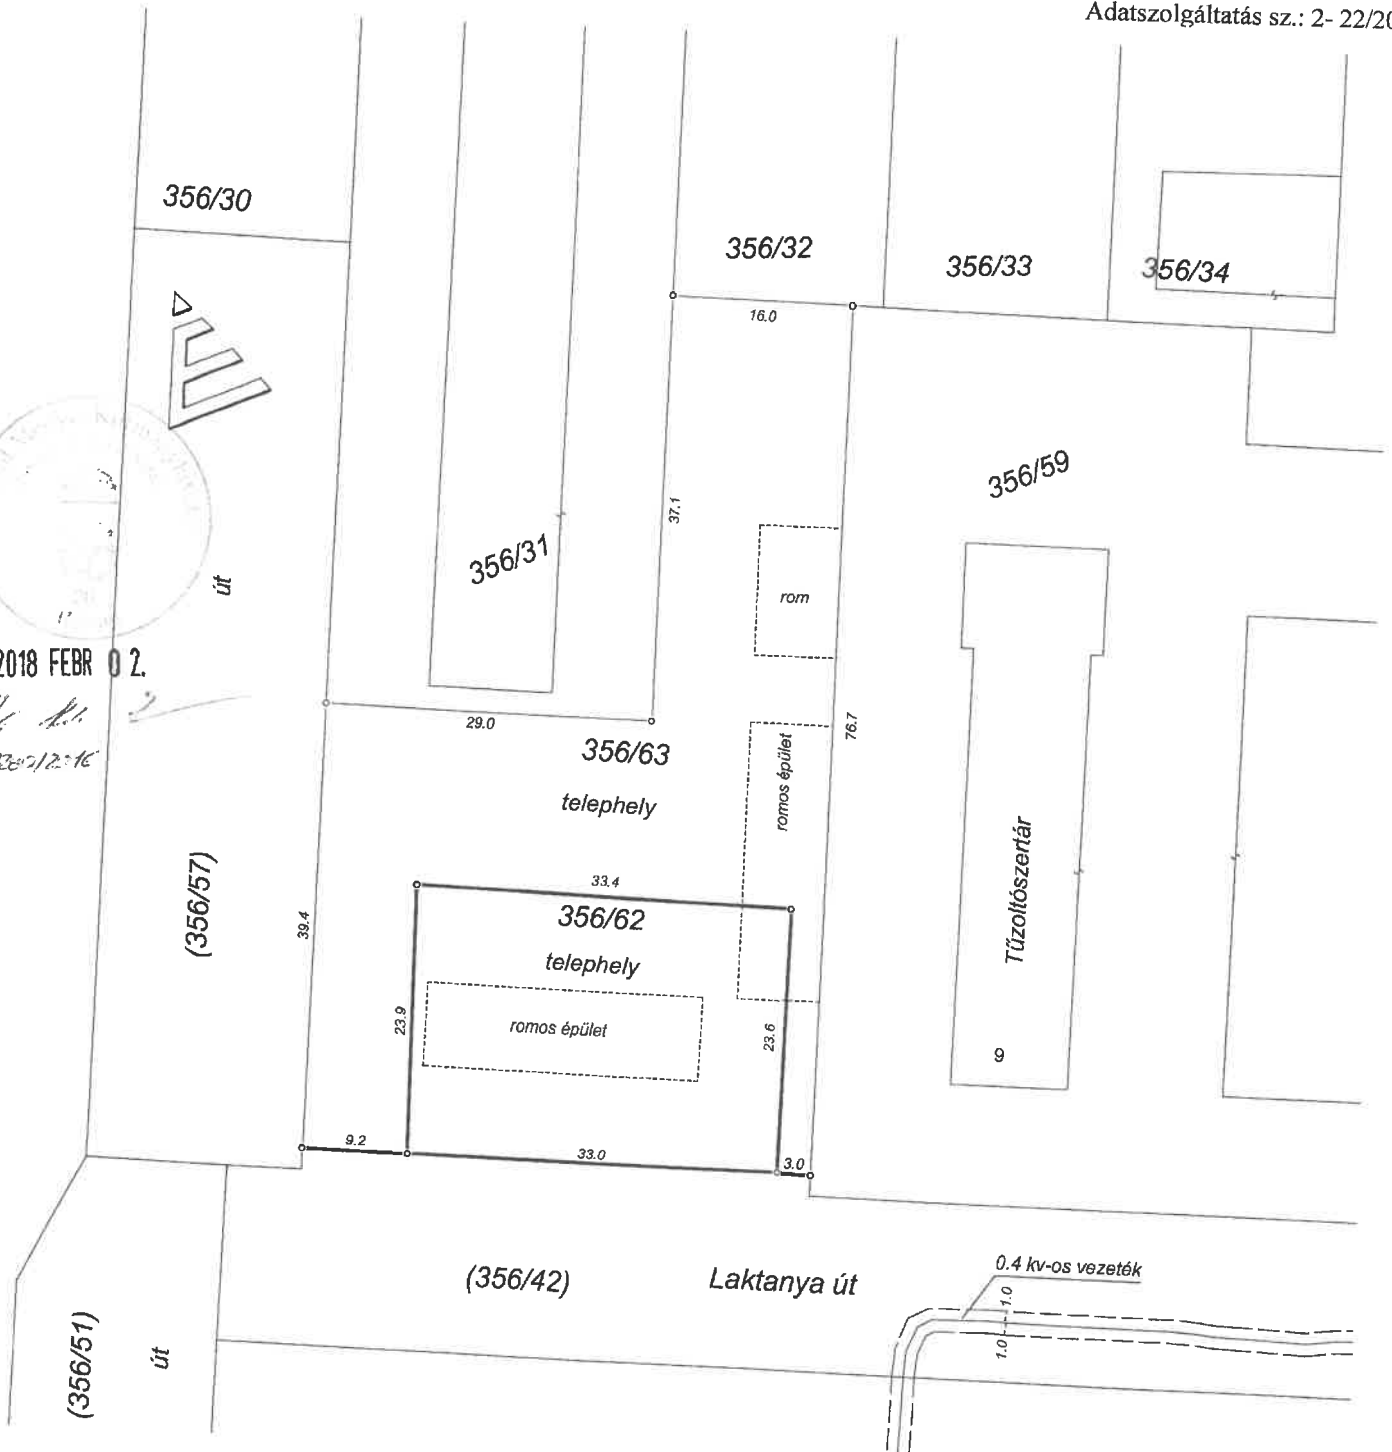 Adatszolgáltatás sz.: 2- 22/20
356/30
356/32
356/33
356/34
16.0
356/59
37.1
356/31
út
rom
2018 FEBR 02.
29.0
356/63
76.7
romos épület
telephely
Tűzoltószertár
(356/57)
39.4
33.4
356/62
telephely
23.9
romos épület
23.6
9
9.2
33.0
3.0
(356/42)
Laktanya út
0.4 kv-os vezeték
1.0
1.0
(356/51)
út